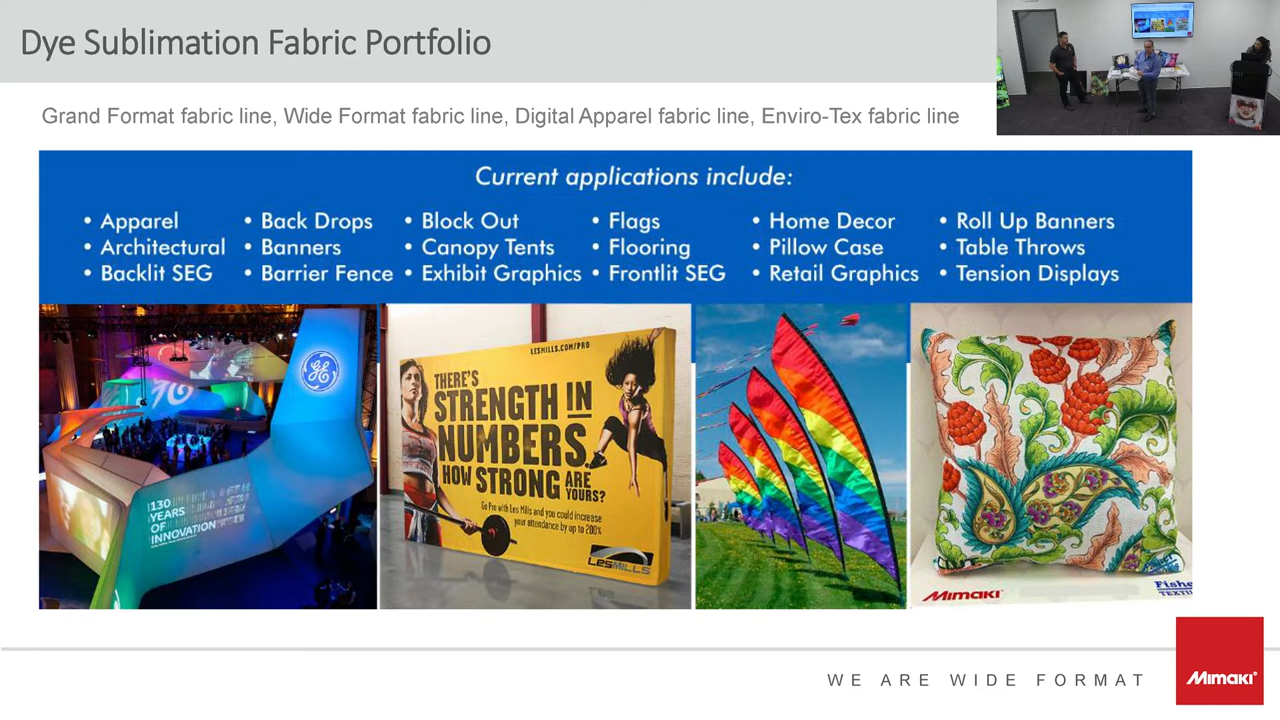 Dye Sublimation Fabric Portfolio
Grand Format fabric line, Wide Format fabric line, Digital Apparel fabric line, Enviro-Tex fabric line
Current applications include:
• Apparel
• Architectural
• Backlit SEG
• Back Drops
• Banners
• Barrier Fence
• Block Out
• Canopy Tents
• Exhibit Graphics
• Flags
• Flooring
• Frontlit SEG
• Home Decor
• Pillow Case
• Retail Graphics
• Roll Up Banners
• Table Throws
• Tension Displays
GE
130
YEARS
OF
INNOVATION
LESMILLS.COM/PRO
THERE'S
STRENGTH IN
NUMBERS.
HOW STRONG ARE
YOURS?
Go Pro with Les Mills and you could increase
your attendance by up to 200%
LesMILLS
Mimaki
Fishe
TEXTI
WE ARE WIDE FORMAT
Mimaki